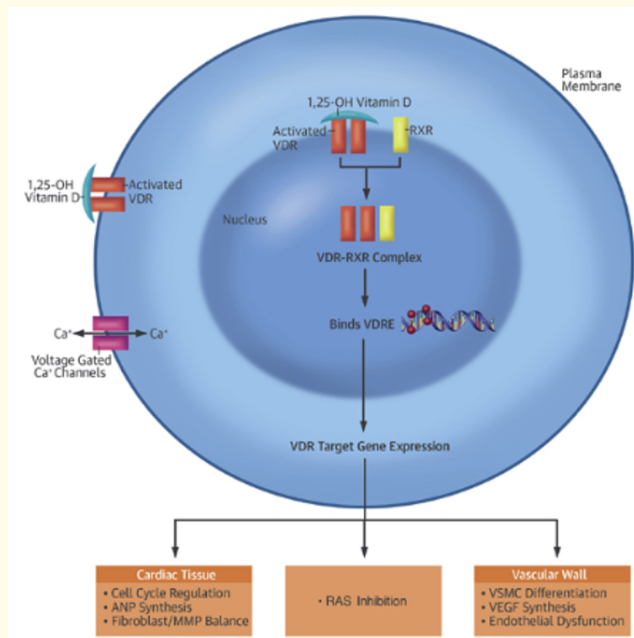 Plasma
Membrane
1,25-OH Vitamin D
Activated
VDR
RXR
1,25-OH
Vitamin D
Activated
VDR
Nucleus
VDR-RXR Complex
Ca⁺
Ca⁺
Binds VDRE
Voltage Gated
Ca⁺ Channels
VDR Target Gene Expression
Cardiac Tissue
• Cell Cycle Regulation
• ANP Synthesis
• Fibroblast/MMP Balance
• RAS Inhibition
Vascular Wall
• VSMC Differentiation
• VEGF Synthesis
• Endothelial Dysfunction